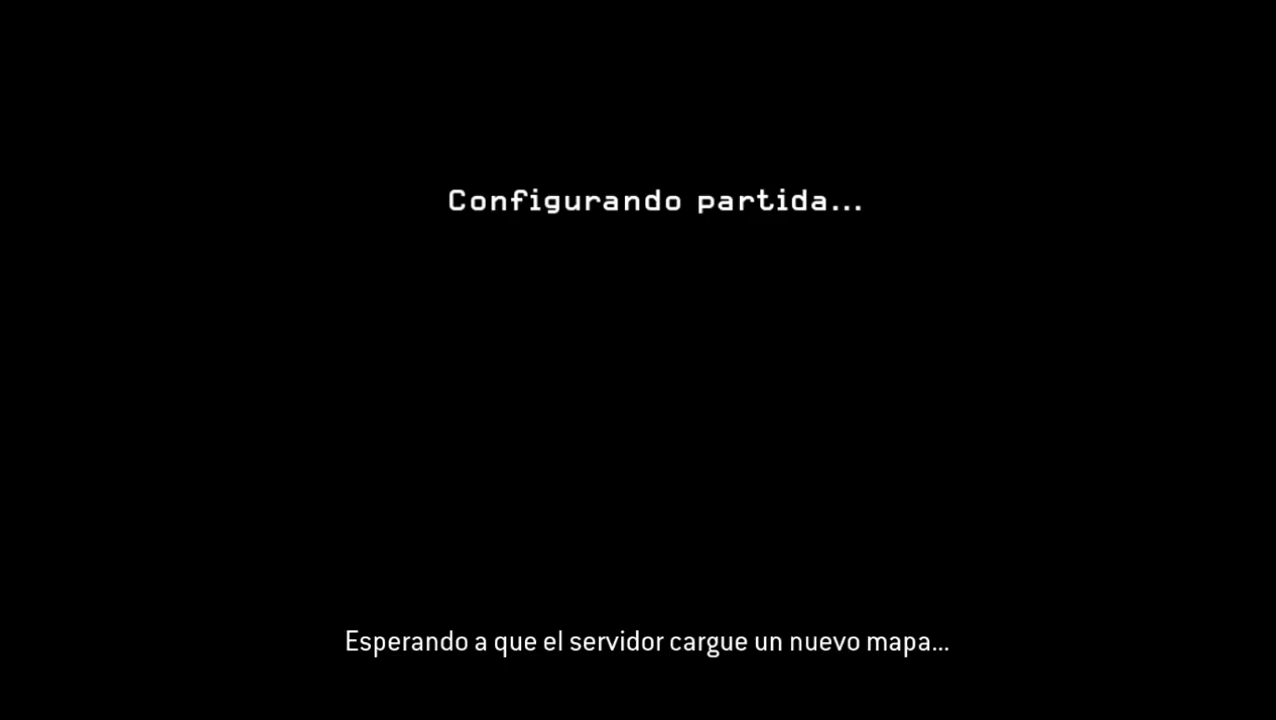 Configurando partida...
Esperando a que el servidor cargue un nuevo mapa...